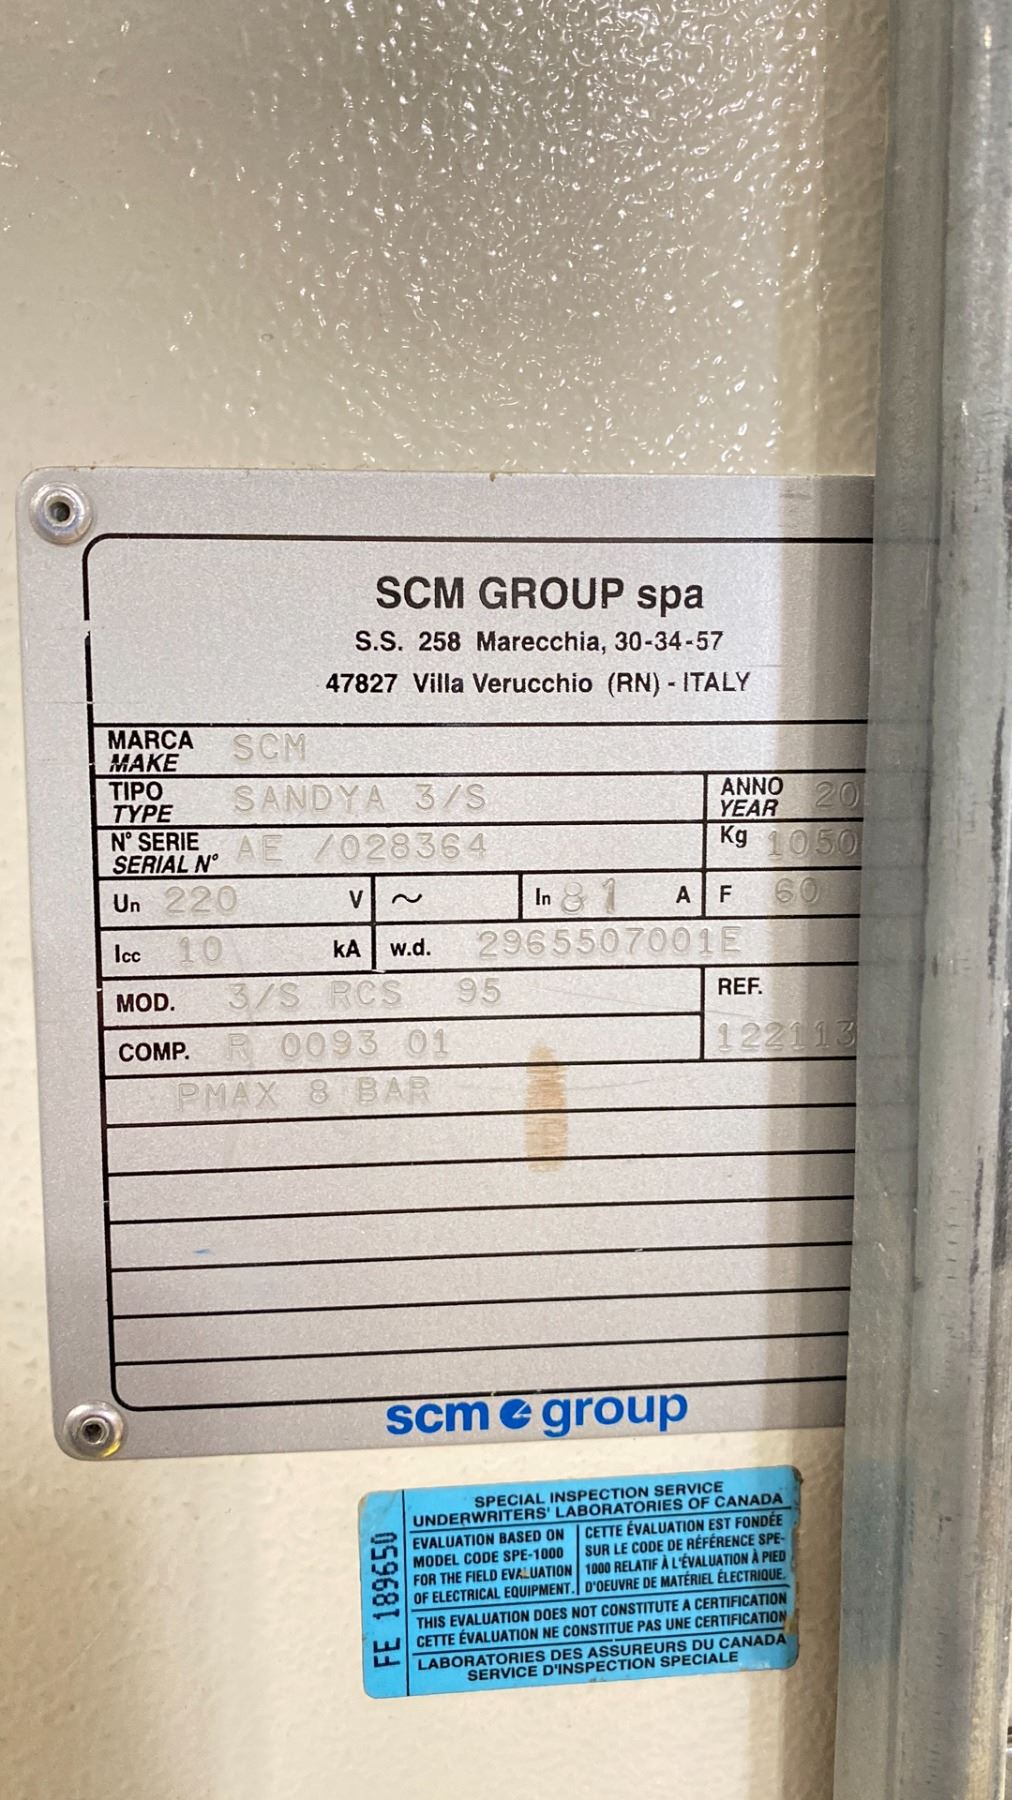 SCM GROUP spa
S.S. 258 Marecchia, 30-34-57
47827 Villa Verucchio (RN) - ITALY
MARCA
MAKE SCM
TIPO
TYPE SANDYA 3/S
ANNO
YEAR 20
N° SERIE
SERIAL N° AE /028364
Kg 1050
Un 220 V ~ In 81 A F 60
Icc 10 kA w.d. 2965507001E
MOD. 3/S RCS 95
REF.
122113
COMP. R 0093 01
PMAX 8 BAR
scm group
FE 189650
SPECIAL INSPECTION SERVICE
UNDERWRITERS' LABORATORIES OF CANADA
EVALUATION BASED ON
MODEL CODE SPE-1000
FOR THE FIELD EVALUATION
OF ELECTRICAL EQUIPMENT.
CETTE ÉVALUATION EST FONDÉE
SUR LE CODE DE RÉFÉRENCE SPE-
1000 RELATIF À L'ÉVALUATION À PIED
D'OEUVRE DE MATÉRIEL ÉLECTRIQUE.
THIS EVALUATION DOES NOT CONSTITUTE A CERTIFICATION
CETTE ÉVALUATION NE CONSTITUE PAS UNE CERTIFICATION
LABORATOIRES DES ASSUREURS DU CANADA
SERVICE D'INSPECTION SPECIALE